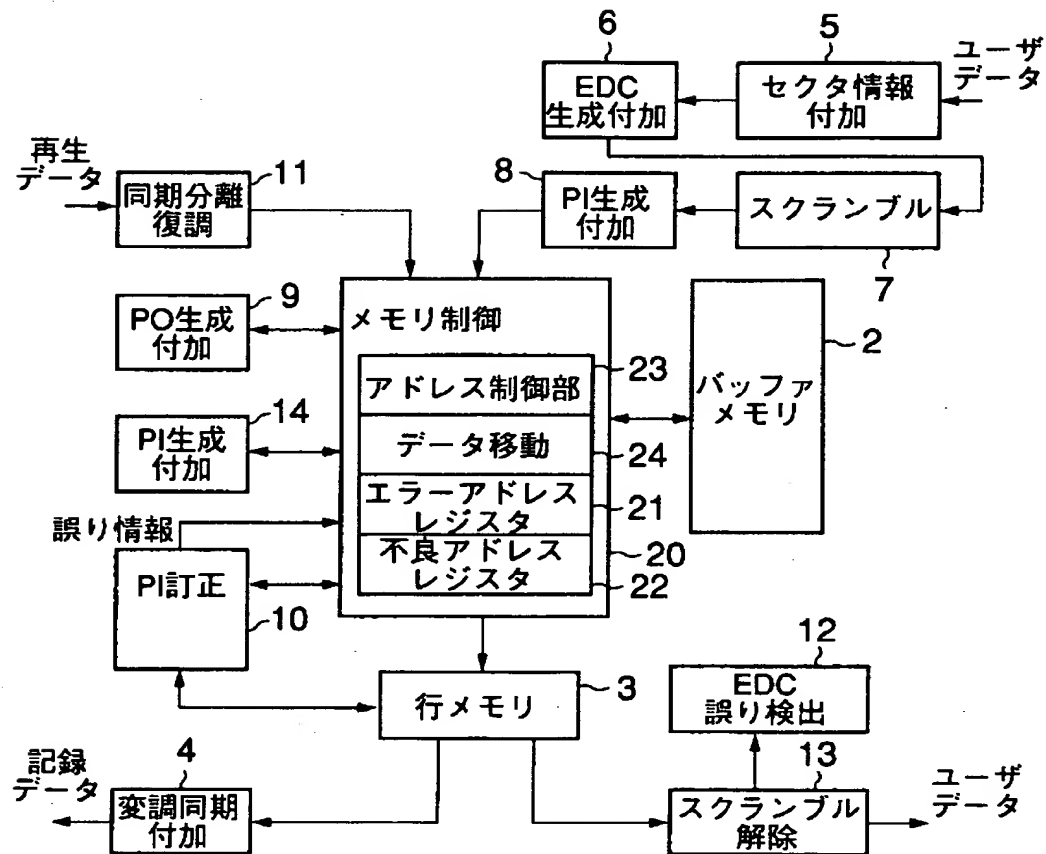 6
5
ユーザ
データ
EDC
生成付加
セクタ情報
付加
再生
データ
11
8
同期分離
復調
PI生成
付加
スクランブル
7
9
PO生成
付加
メモリ制御
2
23
アドレス制御部
バッファ
メモリ
14
PI生成
付加
データ移動
24
エラーアドレス
レジスタ
21
誤り情報
不良アドレス
レジスタ
20
22
PI訂正
10
12
行メモリ
3
EDC
誤り検出
記録
データ
4
13
ユーザ
データ
変調同期
付加
スクランブル
解除